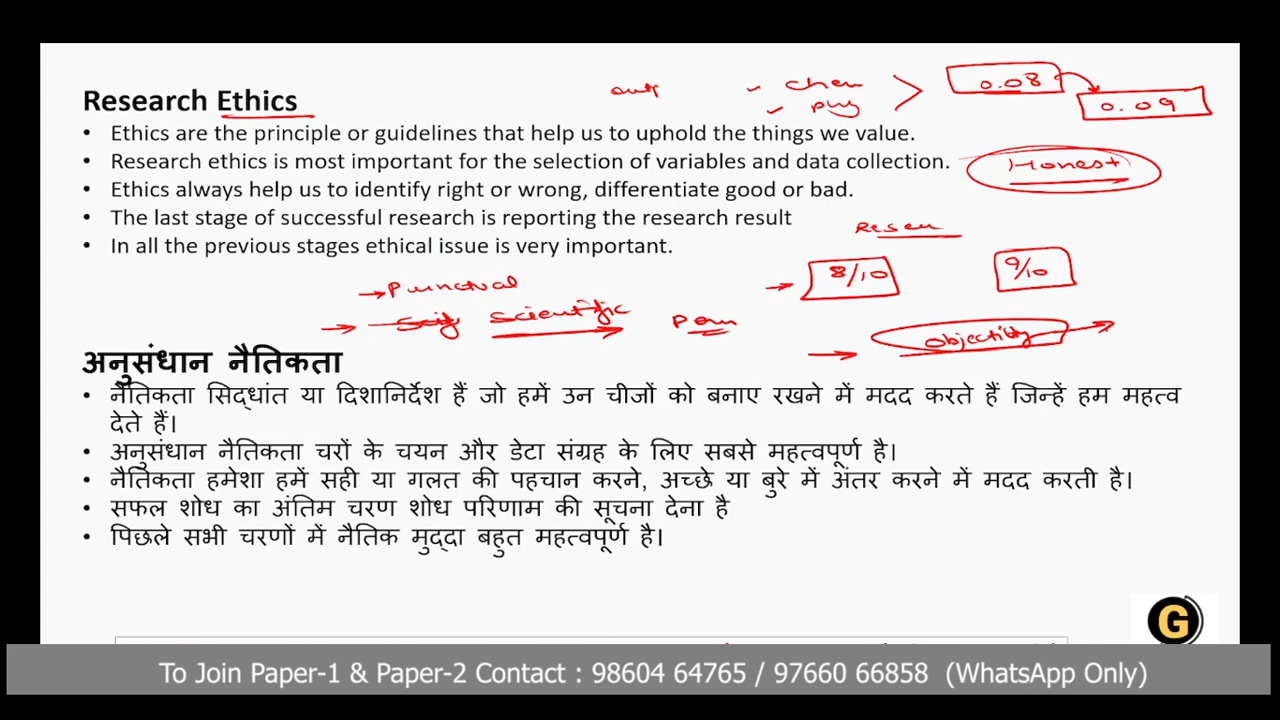 Research Ethics
chem
phy
0.08
0.09
• Ethics are the principle or guidelines that help us to uphold the things we value.
• Research ethics is most important for the selection of variables and data collection.
Honest
• Ethics always help us to identify right or wrong, differentiate good or bad.
• The last stage of successful research is reporting the research result
• In all the previous stages ethical issue is very important.
8/10
9/10
→ Punctual
→ scientific
→ objectivity
अनुसंधान नैतिकता
• नैतिकता सिद्धांत या दिशानिर्देश हैं जो हमें उन चीजों को बनाए रखने में मदद करते हैं जिन्हें हम महत्व
देते हैं।
• अनुसंधान नैतिकता चरों के चयन और डेटा संग्रह के लिए सबसे महत्वपूर्ण है।
• नैतिकता हमेशा हमें सही या गलत की पहचान करने, अच्छे या बुरे में अंतर करने में मदद करती है।
• सफल शोध का अंतिम चरण शोध परिणाम की सूचना देना है
• पिछले सभी चरणों में नैतिक मुद्दा बहुत महत्वपूर्ण है।
G
To Join Paper-1 & Paper-2 Contact : 98604 64765 / 97660 66858 (WhatsApp Only)